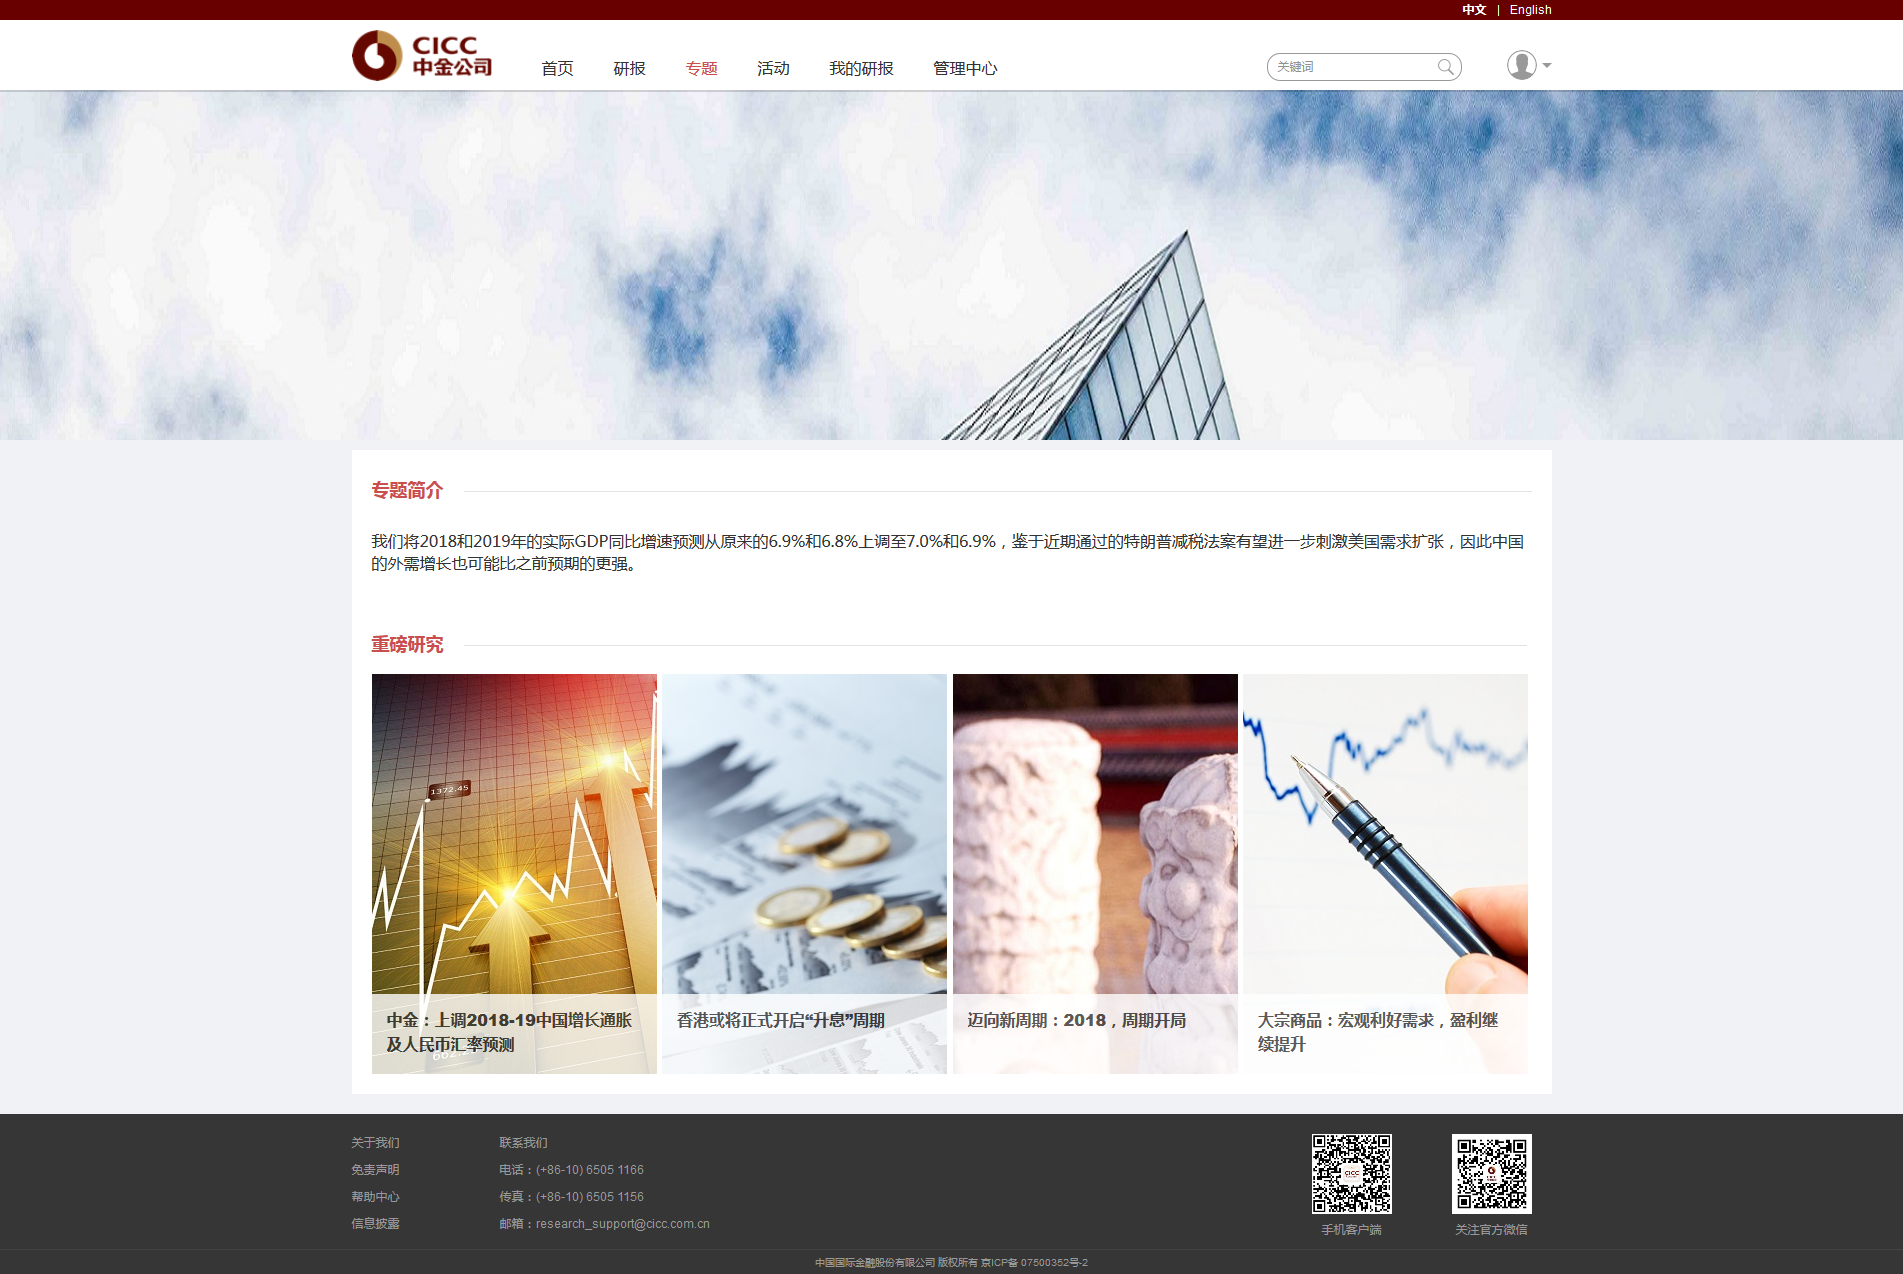 中文 | English
CICC
中金公司
首页 研报 专题 活动 我的研报 管理中心
关键词
专题简介
我们将2018和2019年的实际GDP同比增速预测从原来的6.9%和6.8%上调至7.0%和6.9%，鉴于近期通过的特朗普减税法案有望进一步刺激美国需求扩张，因此中国
的外需增长也可能比之前预期的更强。
重磅研究
1372.45
中金：上调2018-19中国增长通胀
及人民币汇率预测
香港或将正式开启“升息”周期
迈向新周期：2018，周期开局
大宗商品：宏观利好需求，盈利继
续提升
关于我们
免责声明
帮助中心
信息披露
联系我们
电话：(+86-10) 6505 1166
传真：(+86-10) 6505 1156
邮箱：research_support@cicc.com.cn
手机客户端
关注官方微信
中国国际金融股份有限公司 版权所有 京ICP备 07500352号-2